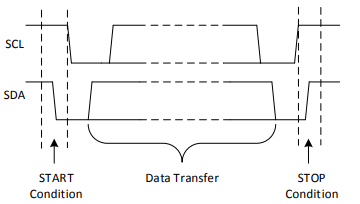 SCL
SDA
START
Condition
Data Transfer
STOP
Condition